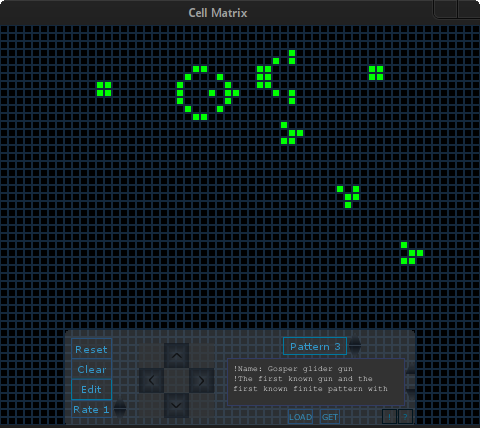 Cell Matrix
Pattern 3
Reset
Clear
Edit
Rate 1
!Name: Gosper glider gun
!The first known gun and the
first known finite pattern with
LOAD GET